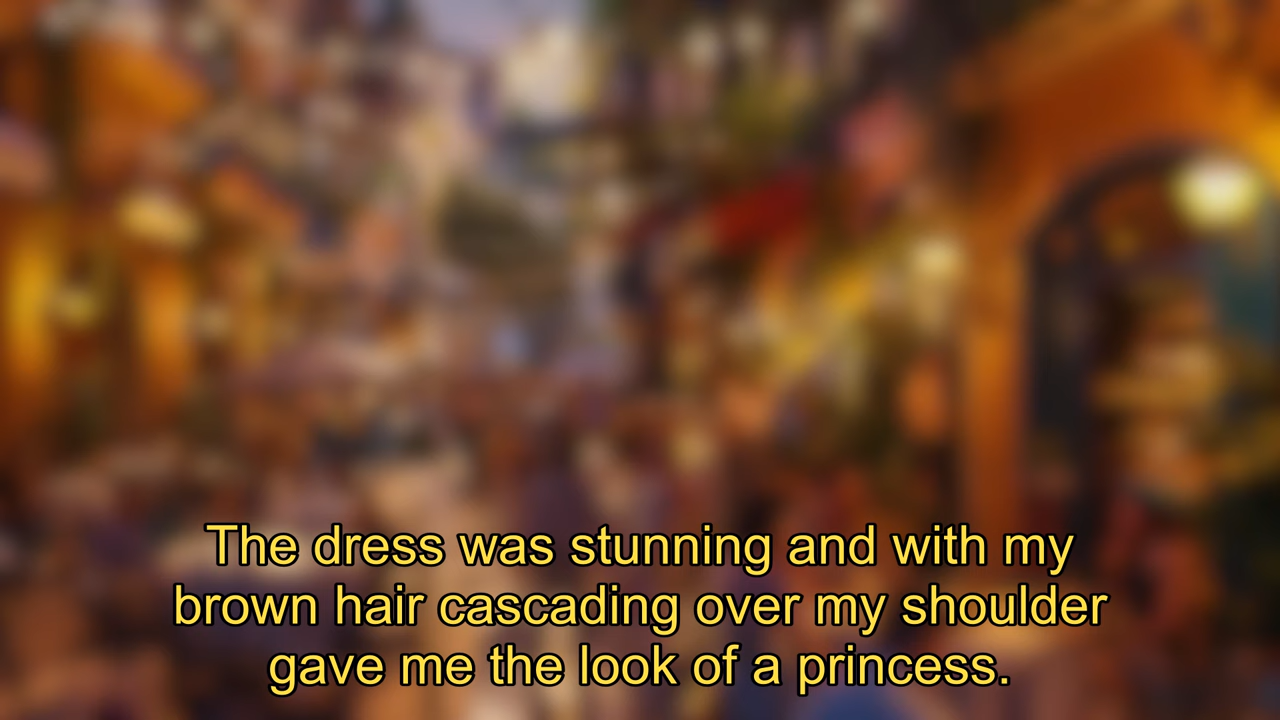 The dress was stunning and with my
brown hair cascading over my shoulder
gave me the look of a princess.